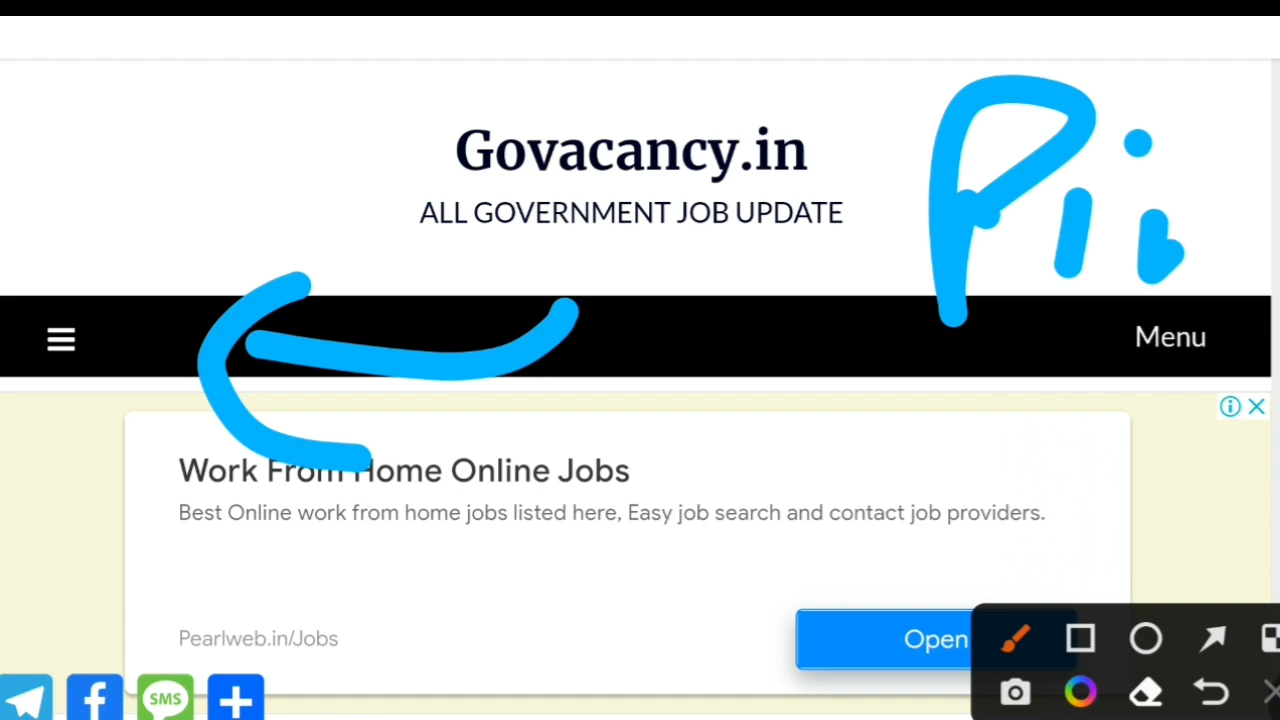 Govacancy.in
ALL GOVERNMENT JOB UPDATE
Menu
Work From Home Online Jobs
Best Online work from home jobs listed here, Easy job search and contact job providers.
Pearlweb.in/Jobs
Open
SMS